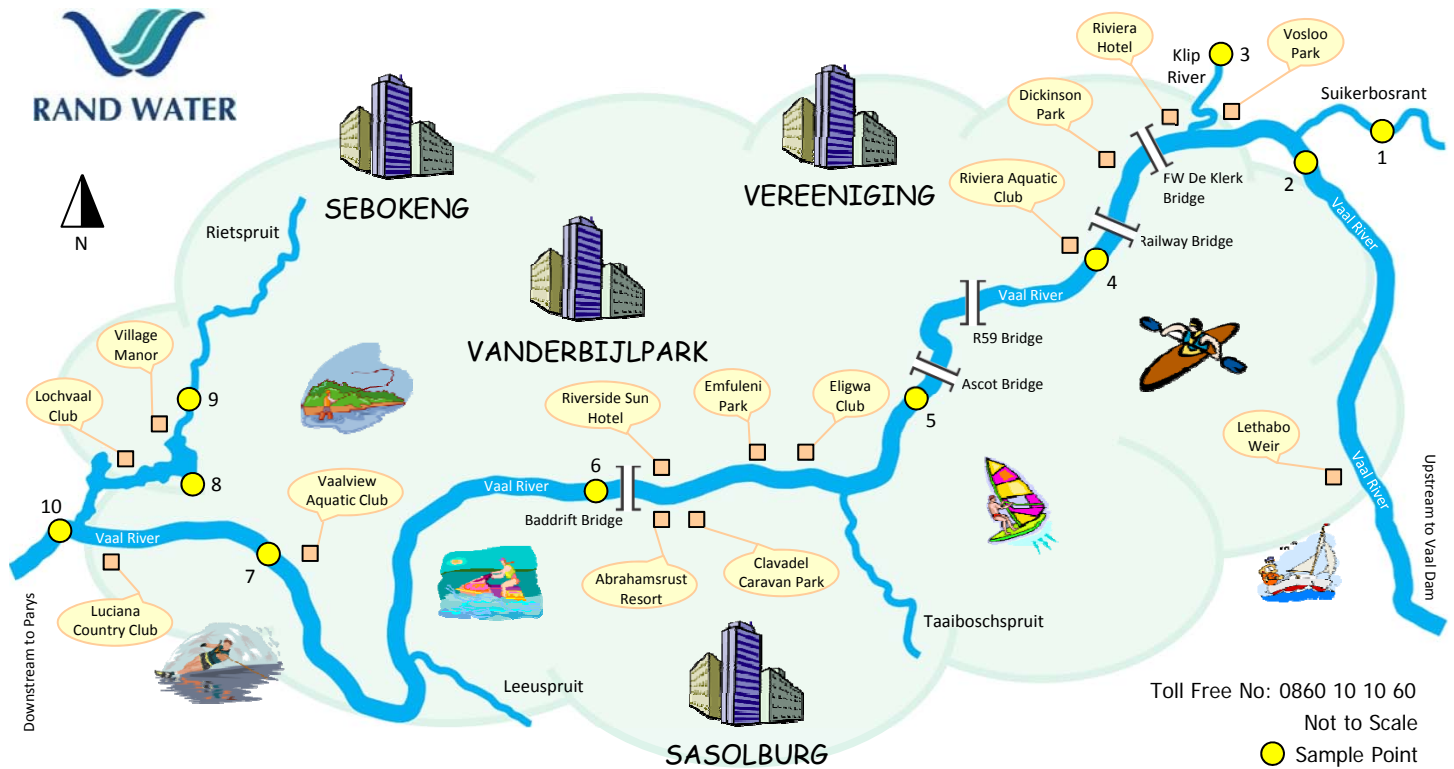 RAND WATER
N
SEBOKENG
VEREENIGING
VANDERBIJLPARK
SASOLBURG
Riviera
Hotel
Vosloo
Park
Klip
River
3
Suikerbosrant
1
2
Dickinson
Park
FW De Klerk
Bridge
Riviera Aquatic
Club
Railway Bridge
Vaal River
4
Vaal River
R59 Bridge
Ascot Bridge
5
Rietspruit
Village
Manor
Lochvaal
Club
9
8
10
Vaal River
7
Vaalview
Aquatic Club
Luciana
Country Club
Downstream to Parys
Riverside Sun
Hotel
Emfuleni
Park
Eligwa
Club
6
Vaal River
Baddrift Bridge
Abrahamsrust
Resort
Clavadel
Caravan Park
Leeuspruit
Taaiboschspruit
Lethabo
Weir
Vaal River
Upstream to Vaal Dam
Toll Free No: 0860 10 10 60
Not to Scale
Sample Point